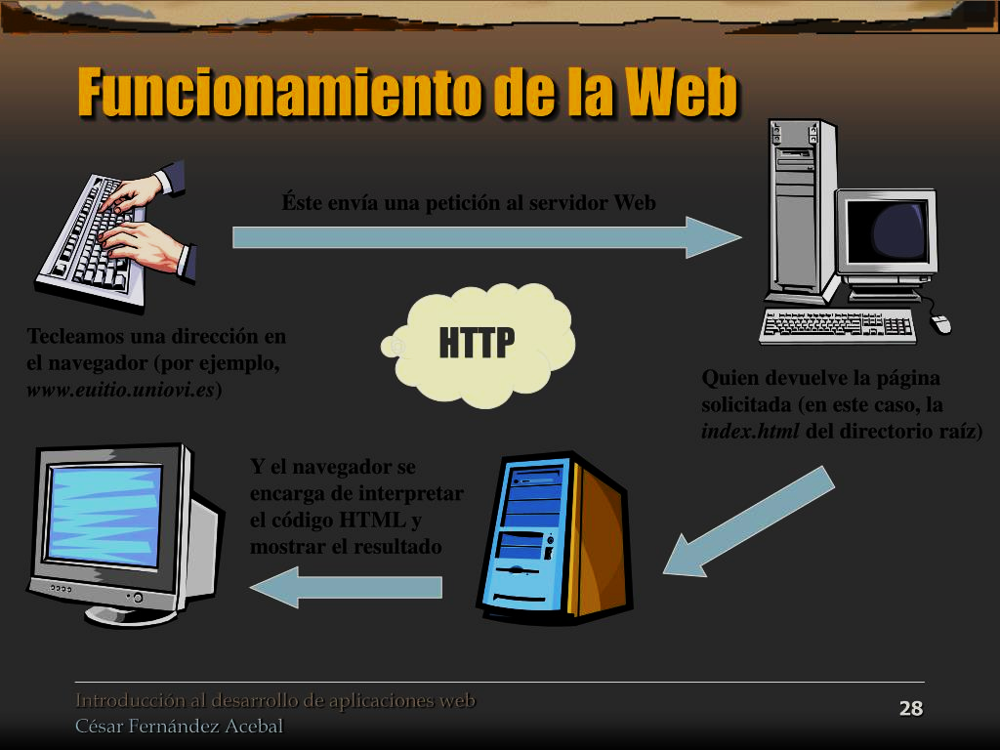 Funcionamiento de la Web
Éste envía una petición al servidor Web
HTTP
Tecleamos una dirección en
el navegador (por ejemplo,
www.euitio.uniovi.es)
Quien devuelve la página
solicitada (en este caso, la
index.html del directorio raíz)
Y el navegador se
encarga de interpretar
el código HTML y
mostrar el resultado
Introducción al desarrollo de aplicaciones web
César Fernández Acebal
28